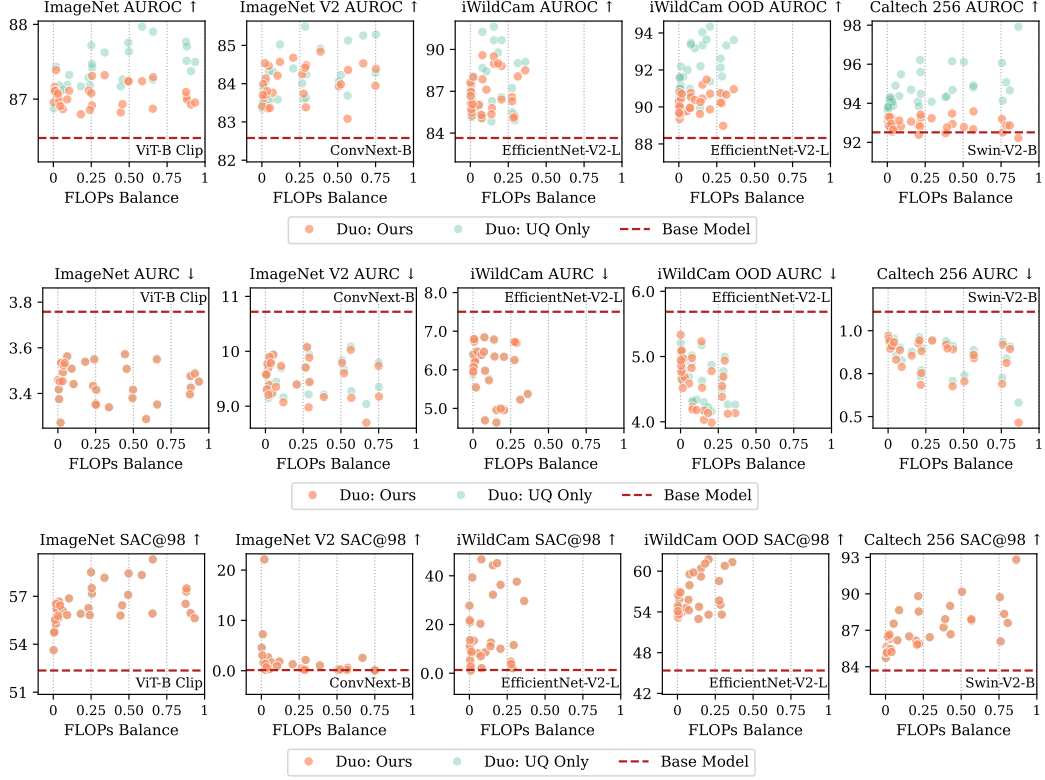 ImageNet AUROC ↑
ImageNet V2 AUROC ↑
iWildCam AUROC ↑
iWildCam OOD AUROC ↑
Caltech 256 AUROC ↑
88
87
85
84
83
82
90
87
84
94
92
90
88
98
96
94
92
ViT-B Clip
ConvNext-B
EfficientNet-V2-L
EfficientNet-V2-L
Swin-V2-B
0 0.25 0.50 0.75 1
0 0.25 0.50 0.75 1
0 0.25 0.50 0.75 1
0 0.25 0.50 0.75 1
0 0.25 0.50 0.75 1
FLOPs Balance
FLOPs Balance
FLOPs Balance
FLOPs Balance
FLOPs Balance
Duo: Ours
Duo: UQ Only
Base Model
ImageNet AURC ↓
ImageNet V2 AURC ↓
iWildCam AURC ↓
iWildCam OOD AURC ↓
Caltech 256 AURC ↓
3.8
3.6
3.4
11
10
9.0
8.0
7.0
6.0
5.0
6.0
5.0
4.0
1.0
0.8
0.5
ViT-B Clip
ConvNext-B
EfficientNet-V2-L
EfficientNet-V2-L
Swin-V2-B
0 0.25 0.50 0.75 1
0 0.25 0.50 0.75 1
0 0.25 0.50 0.75 1
0 0.25 0.50 0.75 1
0 0.25 0.50 0.75 1
FLOPs Balance
FLOPs Balance
FLOPs Balance
FLOPs Balance
FLOPs Balance
Duo: Ours
Duo: UQ Only
Base Model
ImageNet SAC@98 ↑
ImageNet V2 SAC@98 ↑
iWildCam SAC@98 ↑
iWildCam OOD SAC@98 ↑
Caltech 256 SAC@98 ↑
57
54
51
20
10
0.0
40
20
0.0
60
54
48
42
93
90
87
84
ViT-B Clip
ConvNext-B
EfficientNet-V2-L
EfficientNet-V2-L
Swin-V2-B
0 0.25 0.50 0.75 1
0 0.25 0.50 0.75 1
0 0.25 0.50 0.75 1
0 0.25 0.50 0.75 1
0 0.25 0.50 0.75 1
FLOPs Balance
FLOPs Balance
FLOPs Balance
FLOPs Balance
FLOPs Balance
Duo: Ours
Duo: UQ Only
Base Model